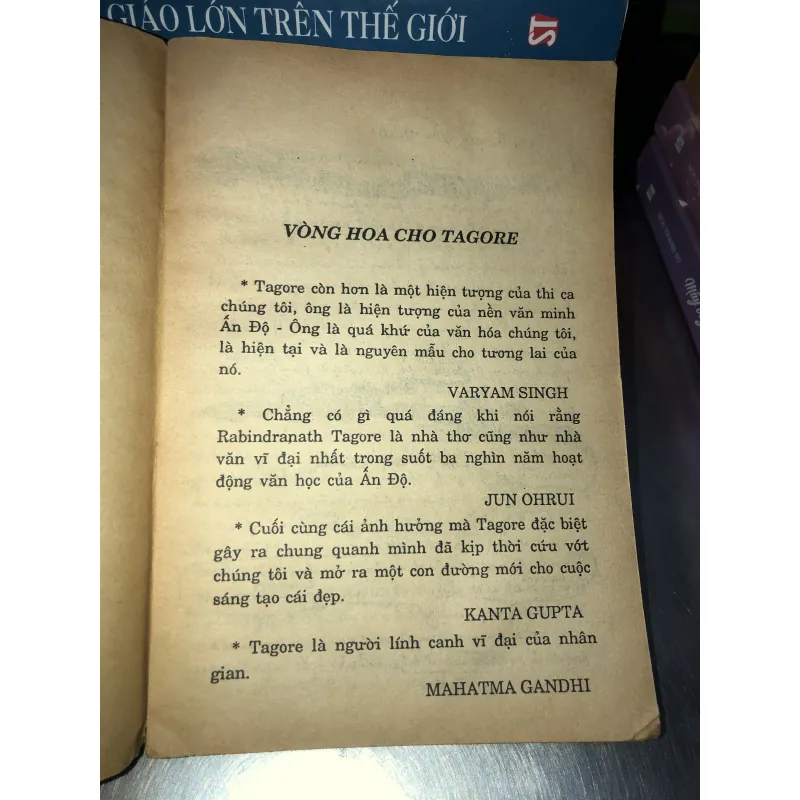 GIÁO LỚN TRÊN THẾ GIỚI
ST
VÒNG HOA CHO TAGORE
* Tagore còn hơn là một hiện tượng của thi ca
chúng tôi, ông là hiện tượng của nền văn minh
Ấn Độ - Ông là quá khứ của văn hóa chúng tôi,
là hiện tại và là nguyên mẫu cho tương lai của
nó.
VARYAM SINGH
* Chẳng có gì quá đáng khi nói rằng
Rabindranath Tagore là nhà thơ cũng như nhà
văn vĩ đại nhất trong suốt ba nghìn năm hoạt
động văn học của Ấn Độ.
JUN OHRUI
* Cuối cùng cái ảnh hưởng mà Tagore đặc biệt
gây ra chung quanh mình đã kịp thời cứu vớt
chúng tôi và mở ra một con đường mới cho cuộc
sáng tạo cái đẹp.
KANTA GUPTA
* Tagore là người lính canh vĩ đại của nhân
gian.
MAHATMA GANDHI